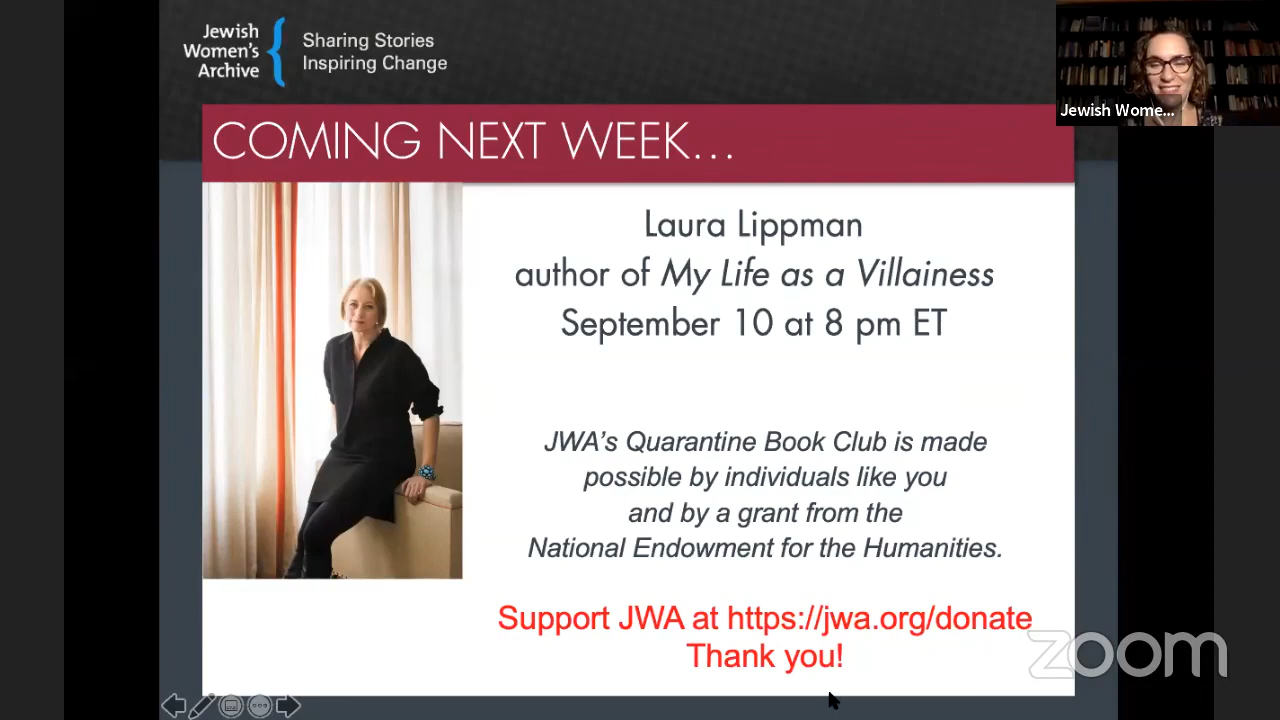 Jewish
Women's
Archive
Sharing Stories
Inspiring Change
Jewish Wome...
COMING NEXT WEEK...
Laura Lippman
author of My Life as a Villainess
September 10 at 8 pm ET
JWA's Quarantine Book Club is made
possible by individuals like you
and by a grant from the
National Endowment for the Humanities.
Support JWA at https://jwa.org/donate
Thank you!
zoom